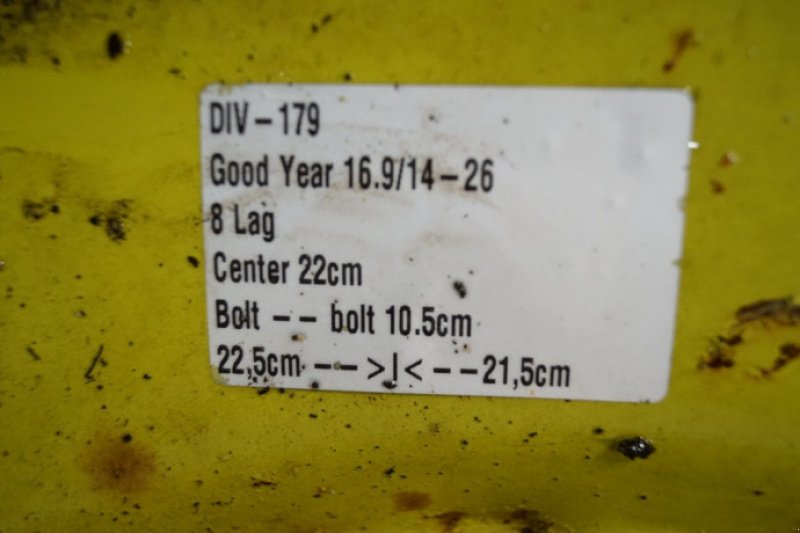 DIV-179
Good Year 16.9/14-26
8 Lag
Center 22cm
Bolt -- bolt 10.5cm
22,5cm -->|<--21,5cm